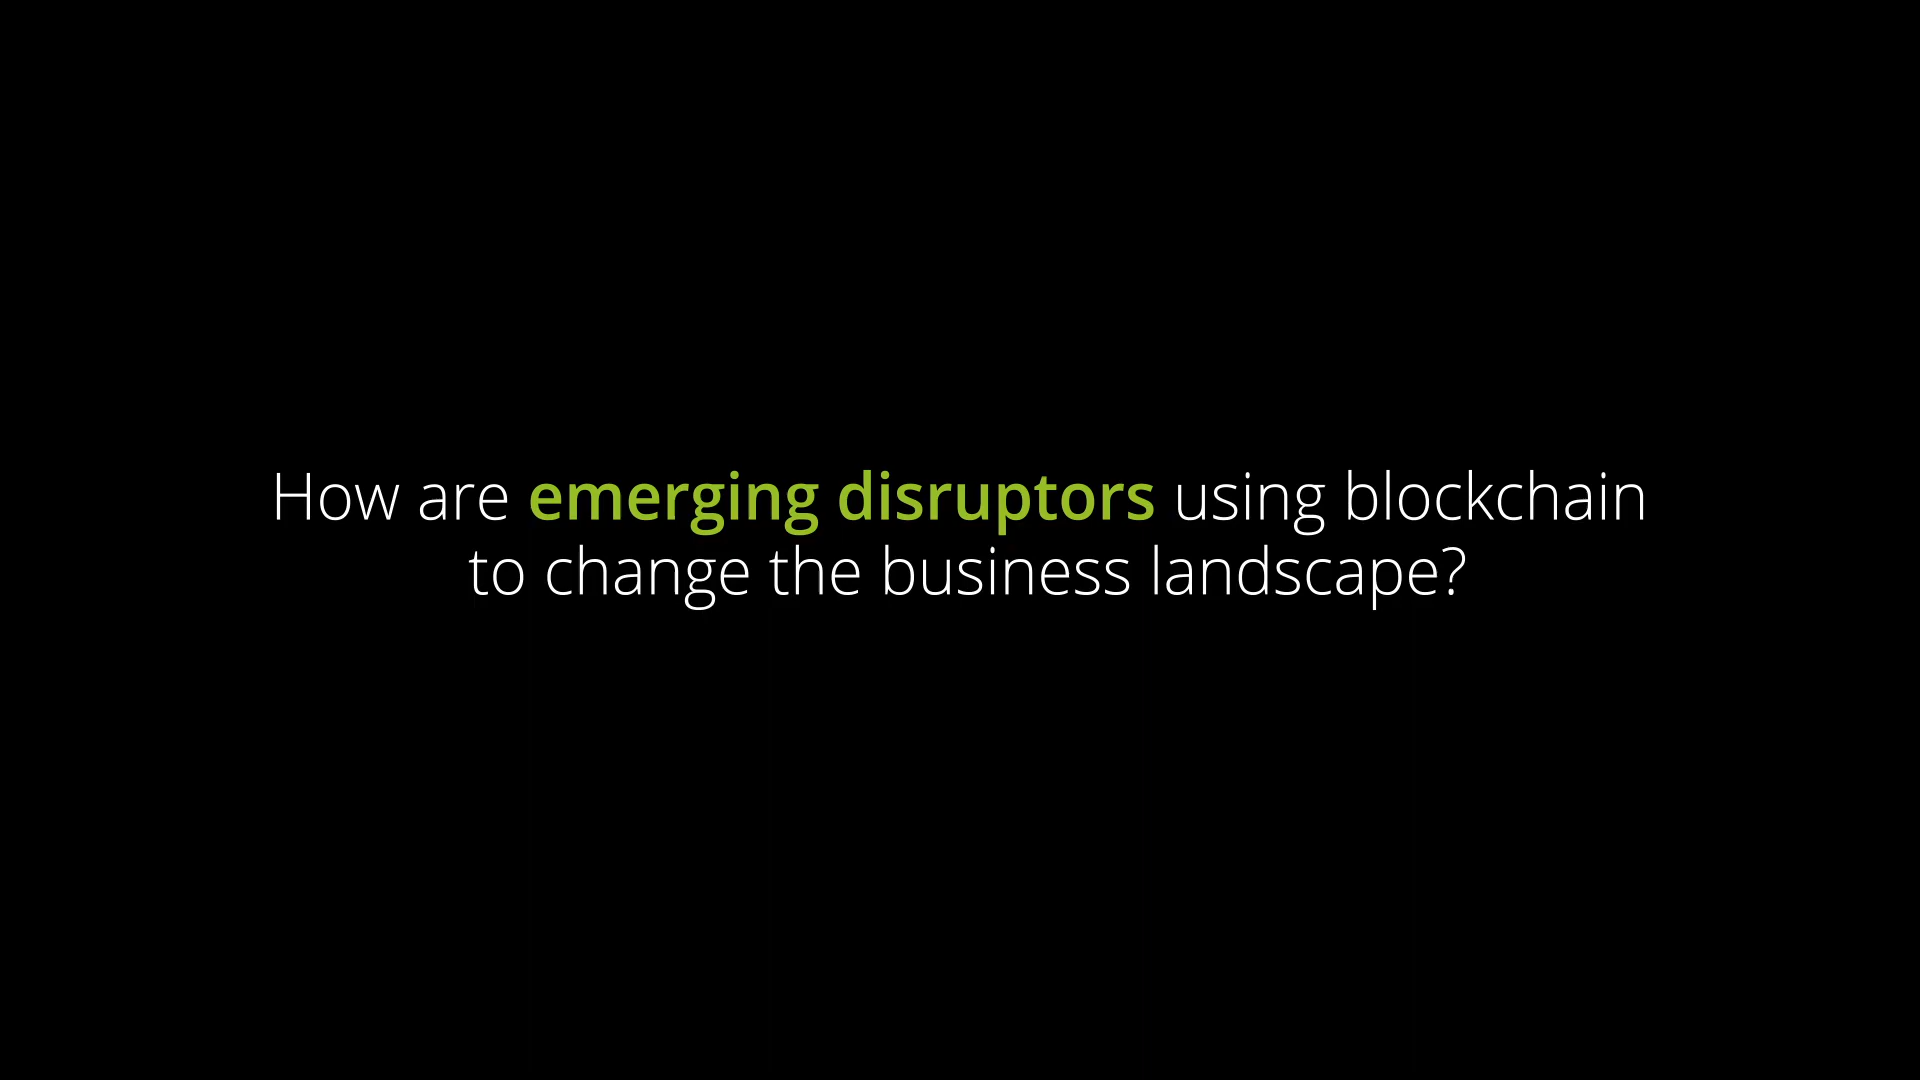 How are emerging disruptors using blockchain
to change the business landscape?